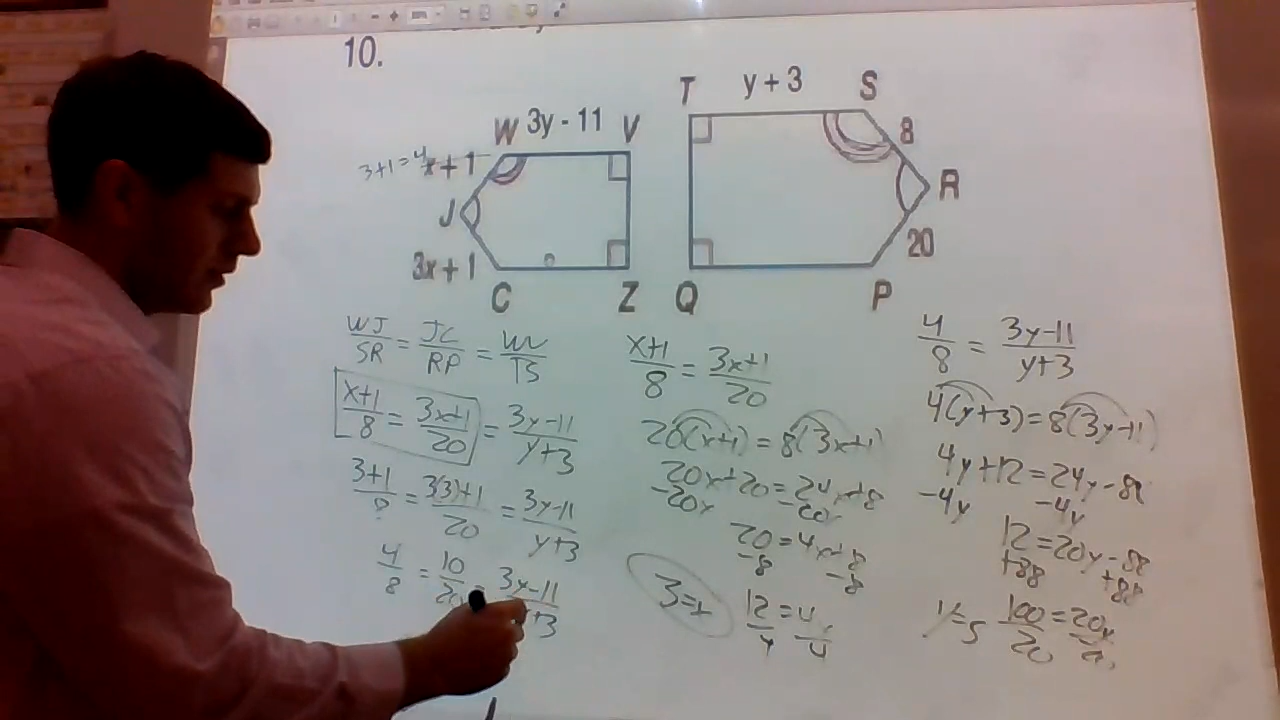 10.
T y + 3 S
W 3y - 11 V
8
3+1=4 x + 1
J
R
3x + 1
20
C Z Q P
WJ/SR = JC/RP = WV/TS
x+1/8 = 3x+1/20 = 3y-11/y+3
3+1/8 = 3(3)+1/20 = 3y-11/y+3
4/8 = 10/20 = 3y-11/y+3
x+1/8 = 3x+1/20
20(x+1) = 8(3x+1)
20x+20=24x+8
-20x -20x
20=4x+8
-8 -8
12/4 = 4x/4
3=x
4/8 = 3y-11/y+3
4(y+3)=8(3y-11)
4y+12=24y-88
-4y -4y
12=20y-88
+88 +88
100/20 = 20y/20
y=5